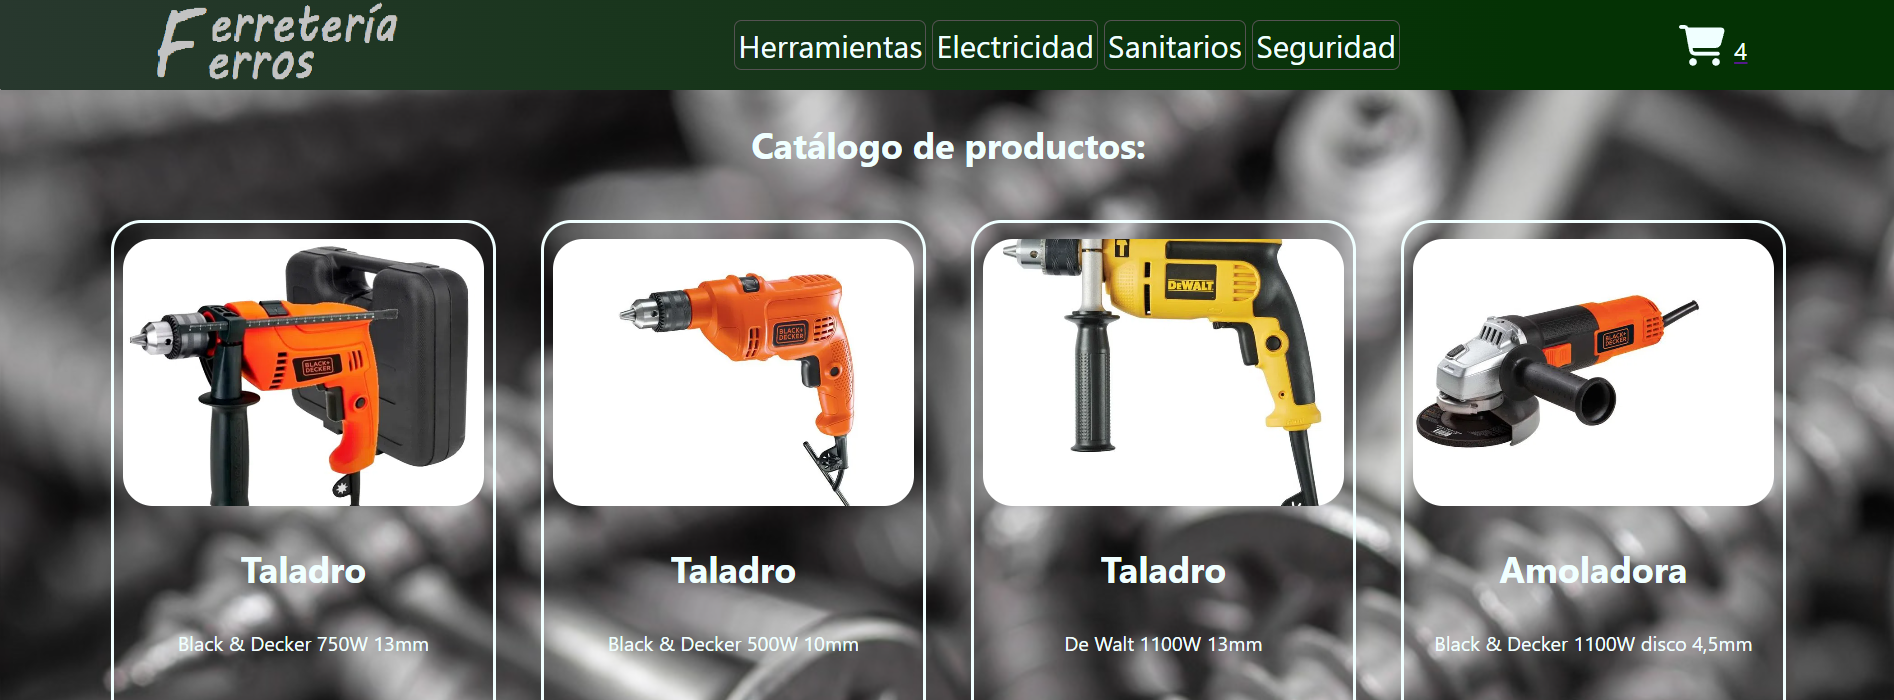 Ferretería
Ferros
Herramientas Electricidad Sanitarios Seguridad
4
Catálogo de productos:
BLACK+
DECKER
BLACK+
DECKER
DEWALT
BLACK+
DECKER
Taladro
Taladro
Taladro
Amoladora
Black & Decker 750W 13mm
Black & Decker 500W 10mm
De Walt 1100W 13mm
Black & Decker 1100W disco 4,5mm